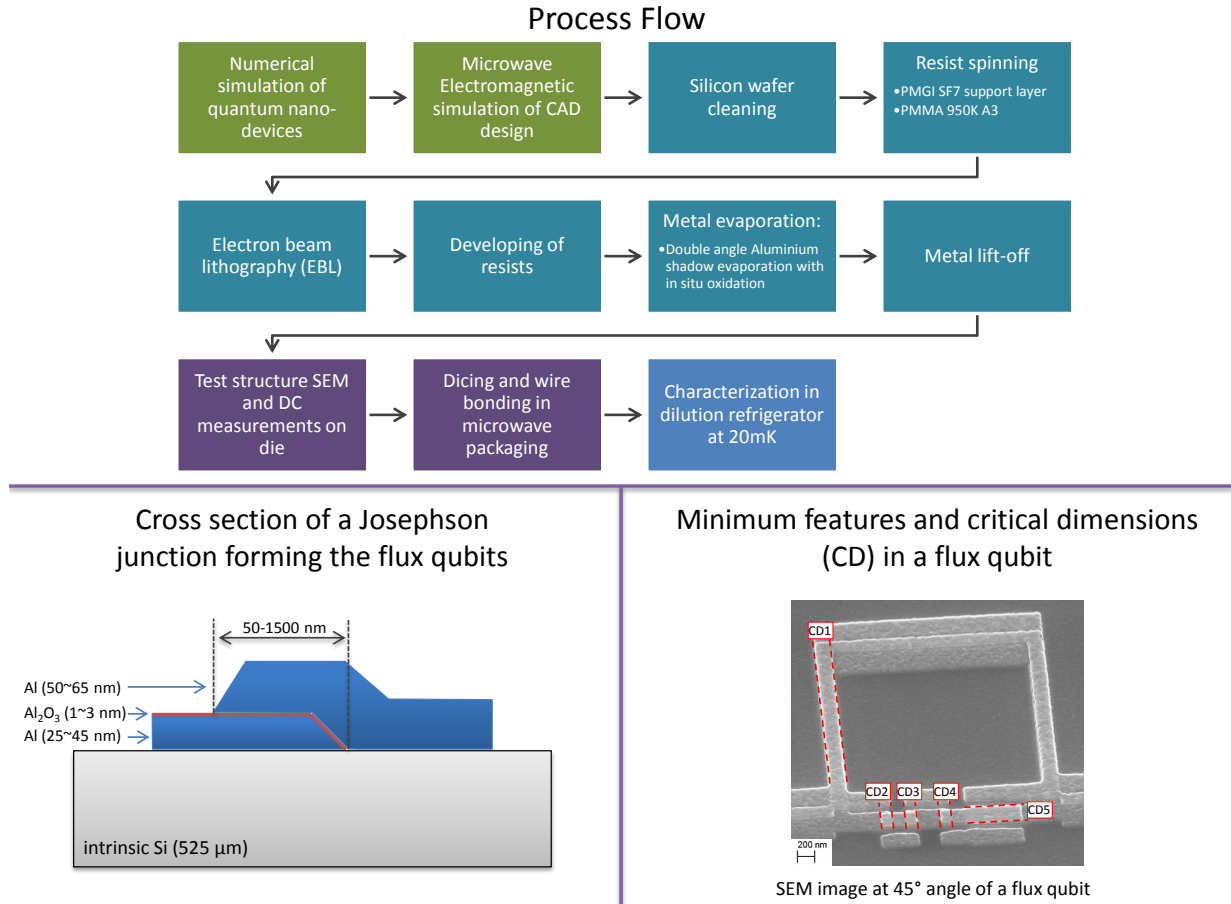 Process Flow
Numerical
simulation of
quantum nano-
devices
Microwave
Electromagnetic
simulation of CAD
design
Silicon wafer
cleaning
Resist spinning
•PMGI SF7 support layer
•PMMA 950K A3
Electron beam
lithography (EBL)
Developing of
resists
Metal evaporation:
•Double angle Aluminium
shadow evaporation with
in situ oxidation
Metal lift-off
Test structure SEM
and DC
measurements on
die
Dicing and wire
bonding in
microwave
packaging
Characterization in
dilution refrigerator
at 20mK
Cross section of a Josephson
junction forming the flux qubits
50-1500 nm
Al (50~65 nm)
Al₂O₃ (1~3 nm)
Al (25~45 nm)
intrinsic Si (525 µm)
Minimum features and critical dimensions
(CD) in a flux qubit
CD1
CD2
CD3
CD4
CD5
200 nm
SEM image at 45° angle of a flux qubit